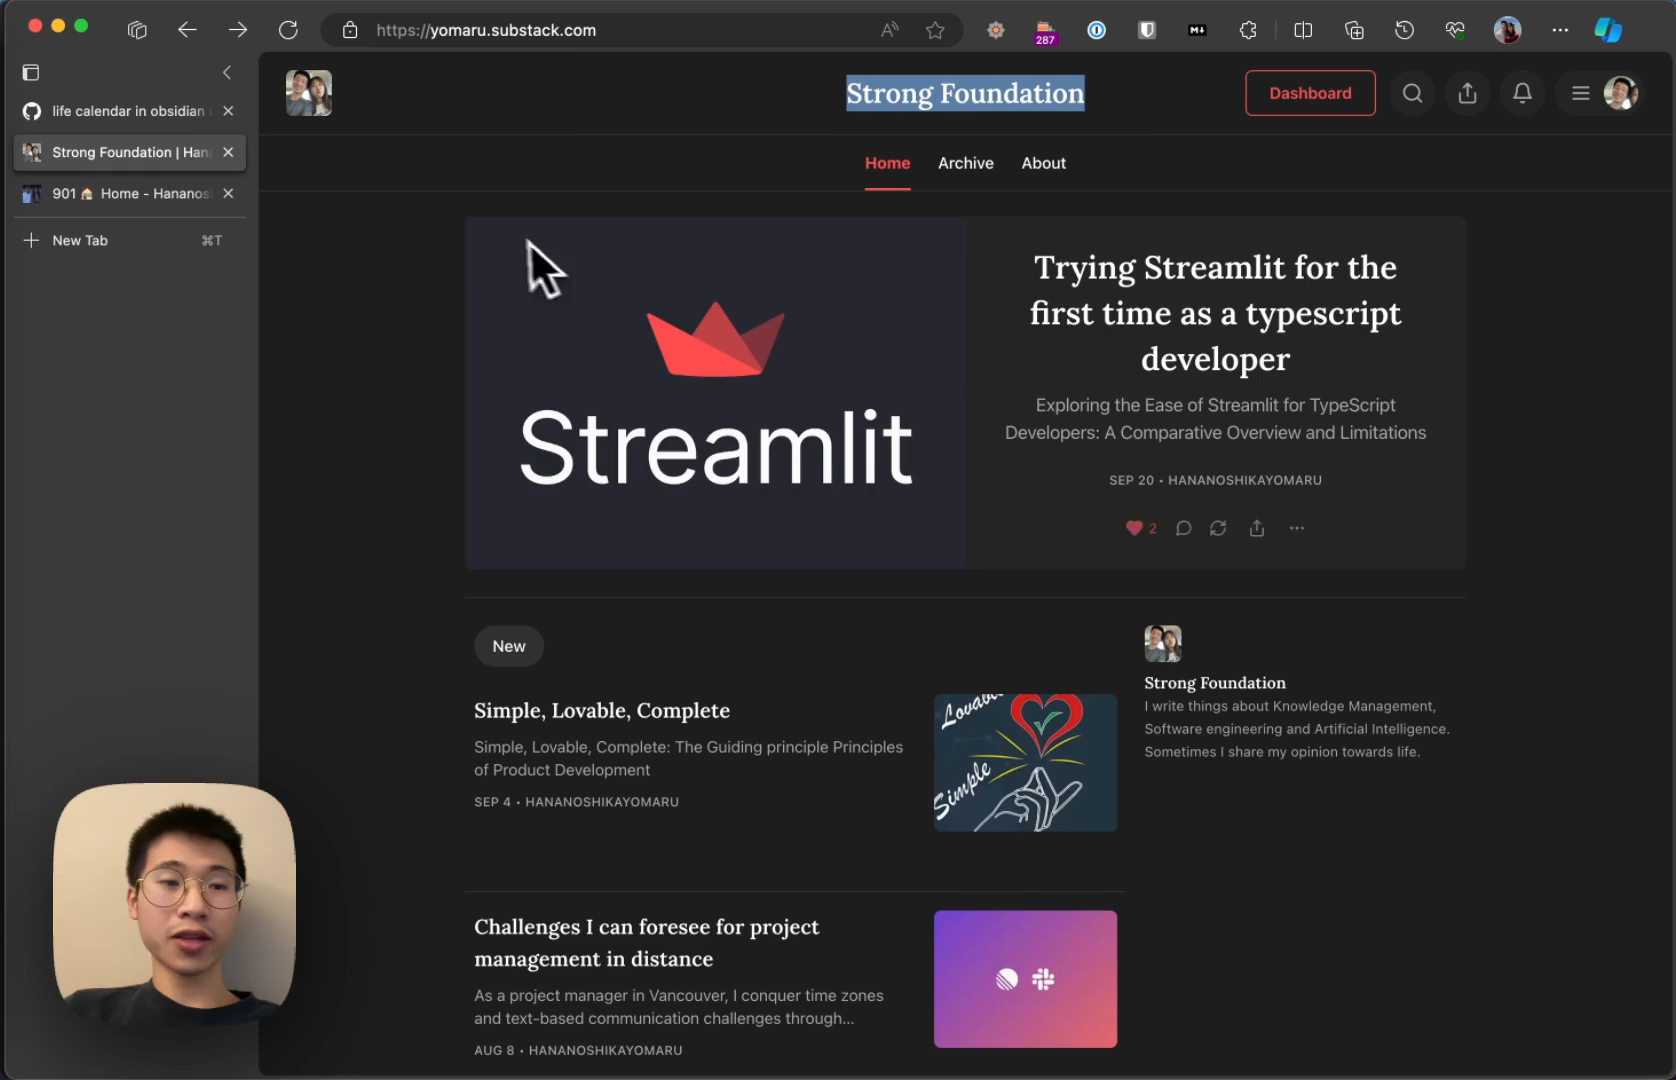 https://yomaru.substack.com
287
life calendar in obsidian
Strong Foundation | Han
901 🏠 Home - Hananos
New Tab
⌘T
Strong Foundation
Dashboard
Home
Archive
About
Streamlit
Trying Streamlit for the
first time as a typescript
developer
Exploring the Ease of Streamlit for TypeScript
Developers: A Comparative Overview and Limitations
SEP 20 • HANANOSHIKAYOMARU
2
New
Simple, Lovable, Complete
Simple, Lovable, Complete: The Guiding principle Principles
of Product Development
SEP 4 • HANANOSHIKAYOMARU
Lovable
Simple
Strong Foundation
I write things about Knowledge Management,
Software engineering and Artificial Intelligence.
Sometimes I share my opinion towards life.
Challenges I can foresee for project
management in distance
As a project manager in Vancouver, I conquer time zones
and text-based communication challenges through...
AUG 8 • HANANOSHIKAYOMARU